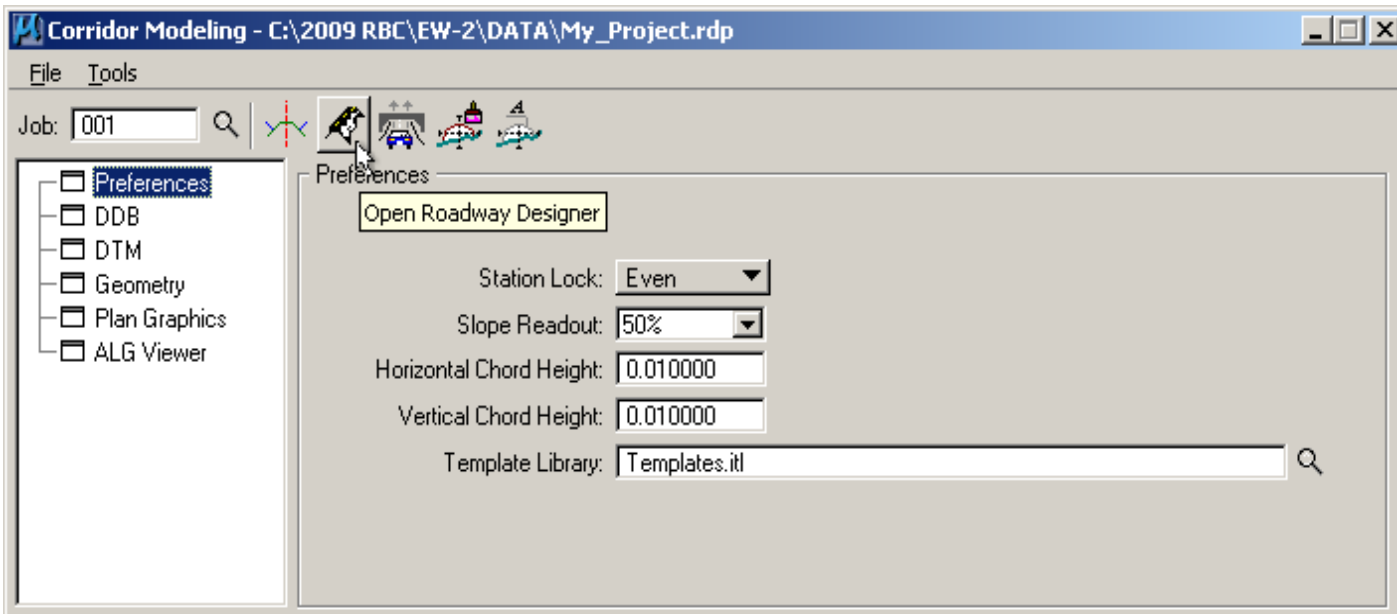 Corridor Modeling - C:\2009 RBC\EW-2\DATA\My_Project.rdp
File Tools
Job: 001
Preferences
DDB
DTM
Geometry
Plan Graphics
ALG Viewer
Preferences
Open Roadway Designer
Station Lock: Even
Slope Readout: 50%
Horizontal Chord Height: 0.010000
Vertical Chord Height: 0.010000
Template Library: Templates.itl